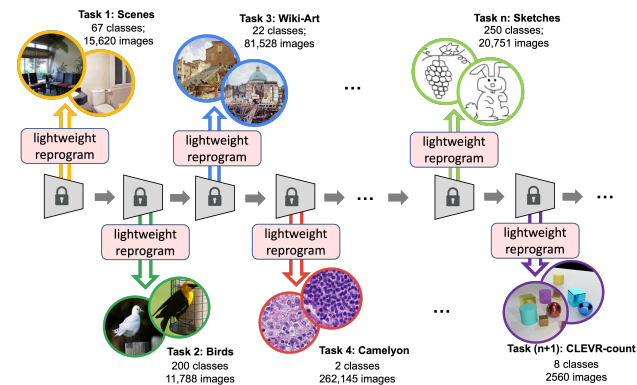 Task 1: Scenes
67 classes;
15,620 images
Task 3: Wiki-Art
22 classes;
81,528 images
...
Task n: Sketches
250 classes;
20,751 images
lightweight
reprogram
lightweight
reprogram
lightweight
reprogram
...
...
lightweight
reprogram
lightweight
reprogram
lightweight
reprogram
...
Task 2: Birds
200 classes
11,788 images
Task 4: Camelyon
2 classes
262,145 images
Task (n+1): CLEVR-count
8 classes
2560 images